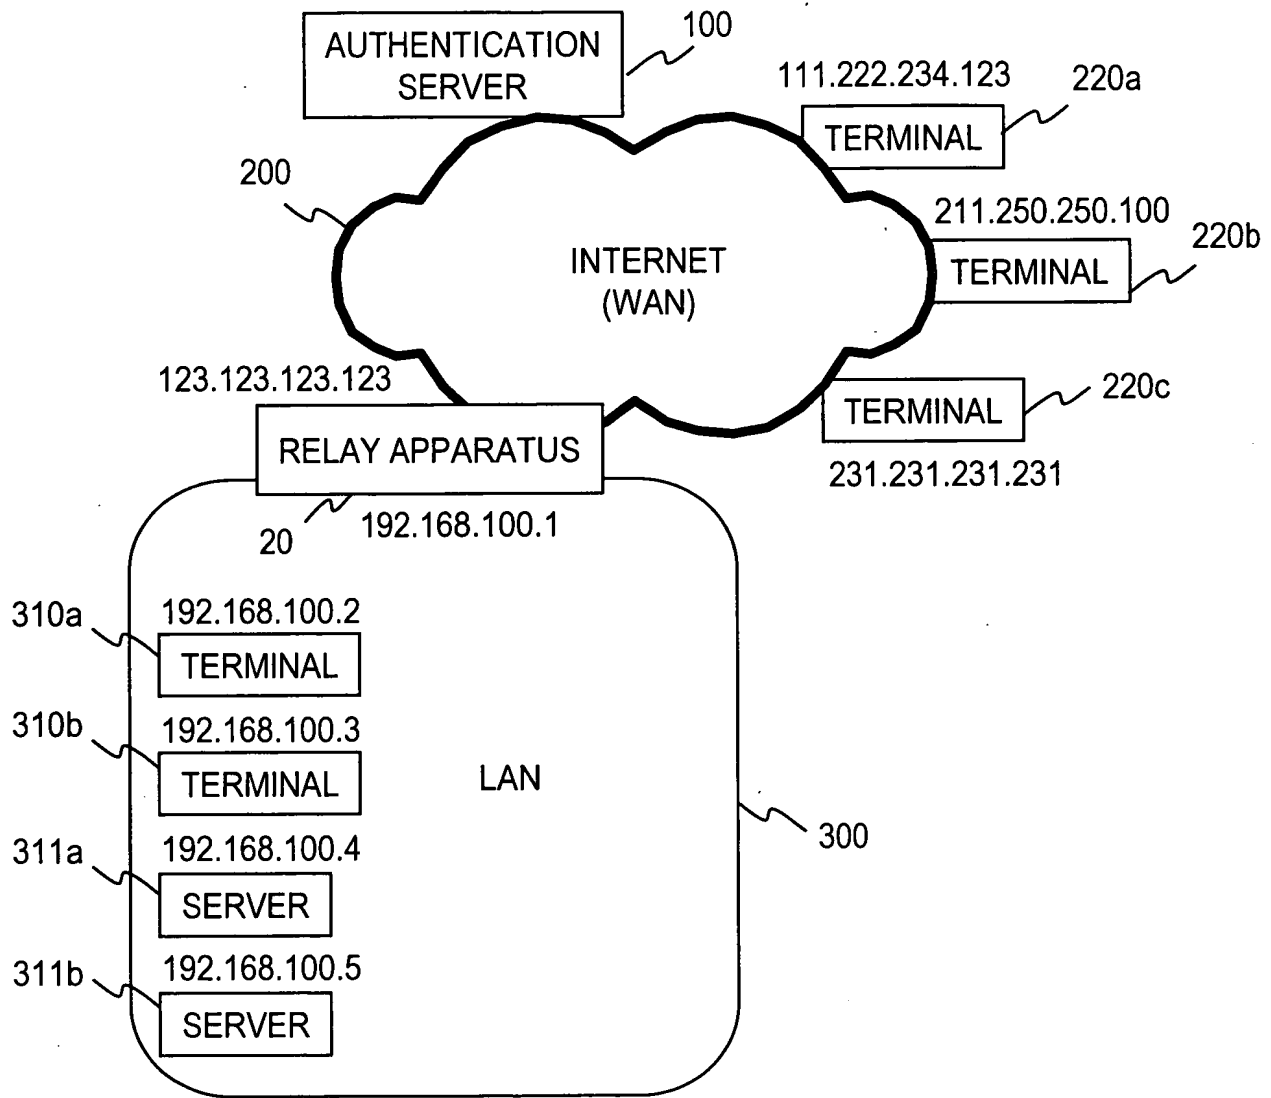 AUTHENTICATION
SERVER
100
111.222.234.123
220a
TERMINAL
200
211.250.250.100
220b
TERMINAL
INTERNET
(WAN)
123.123.123.123
220c
TERMINAL
RELAY APPARATUS
231.231.231.231
20
192.168.100.1
310a
192.168.100.2
TERMINAL
310b
192.168.100.3
TERMINAL
LAN
300
311a
192.168.100.4
SERVER
311b
192.168.100.5
SERVER